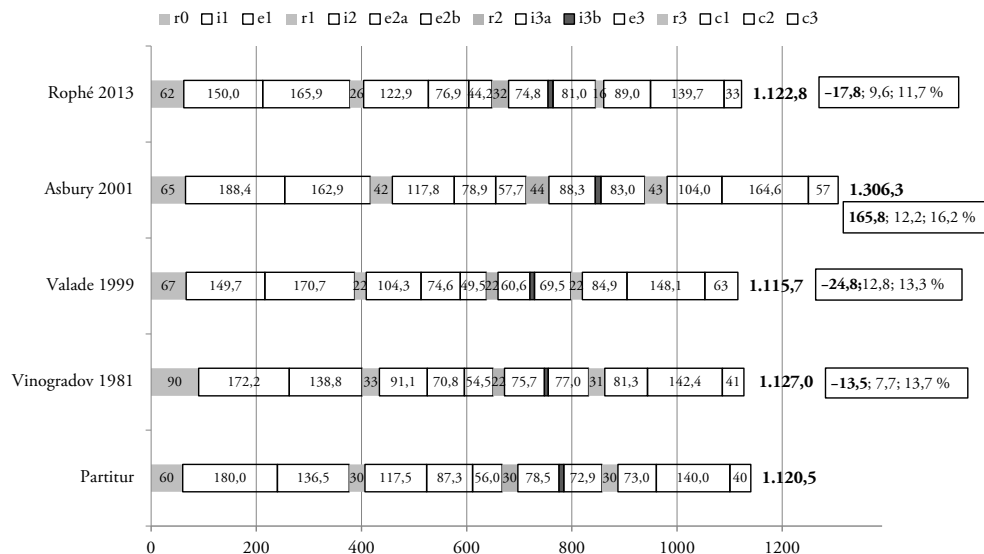 r0 i1 e1 r1 i2 e2a e2b r2 i3a i3b e3 r3 c1 c2 c3
Rophé 2013 62 150,0 165,9 26 122,9 76,9 44,2 32 74,8 81,0 16 89,0 139,7 33 1.122,8 –17,8; 9,6; 11,7 %
Asbury 2001 65 188,4 162,9 42 117,8 78,9 57,7 44 88,3 83,0 43 104,0 164,6 57 1.306,3
165,8; 12,2; 16,2 %
Valade 1999 67 149,7 170,7 22 104,3 74,6 49,5 22 60,6 69,5 22 84,9 148,1 63 1.115,7 –24,8;12,8; 13,3 %
Vinogradov 1981 90 172,2 138,8 33 91,1 70,8 54,5 22 75,7 77,0 31 81,3 142,4 41 1.127,0 –13,5; 7,7; 13,7 %
Partitur 60 180,0 136,5 30 117,5 87,3 56,0 30 78,5 72,9 30 73,0 140,0 40 1.120,5
0 200 400 600 800 1000 1200